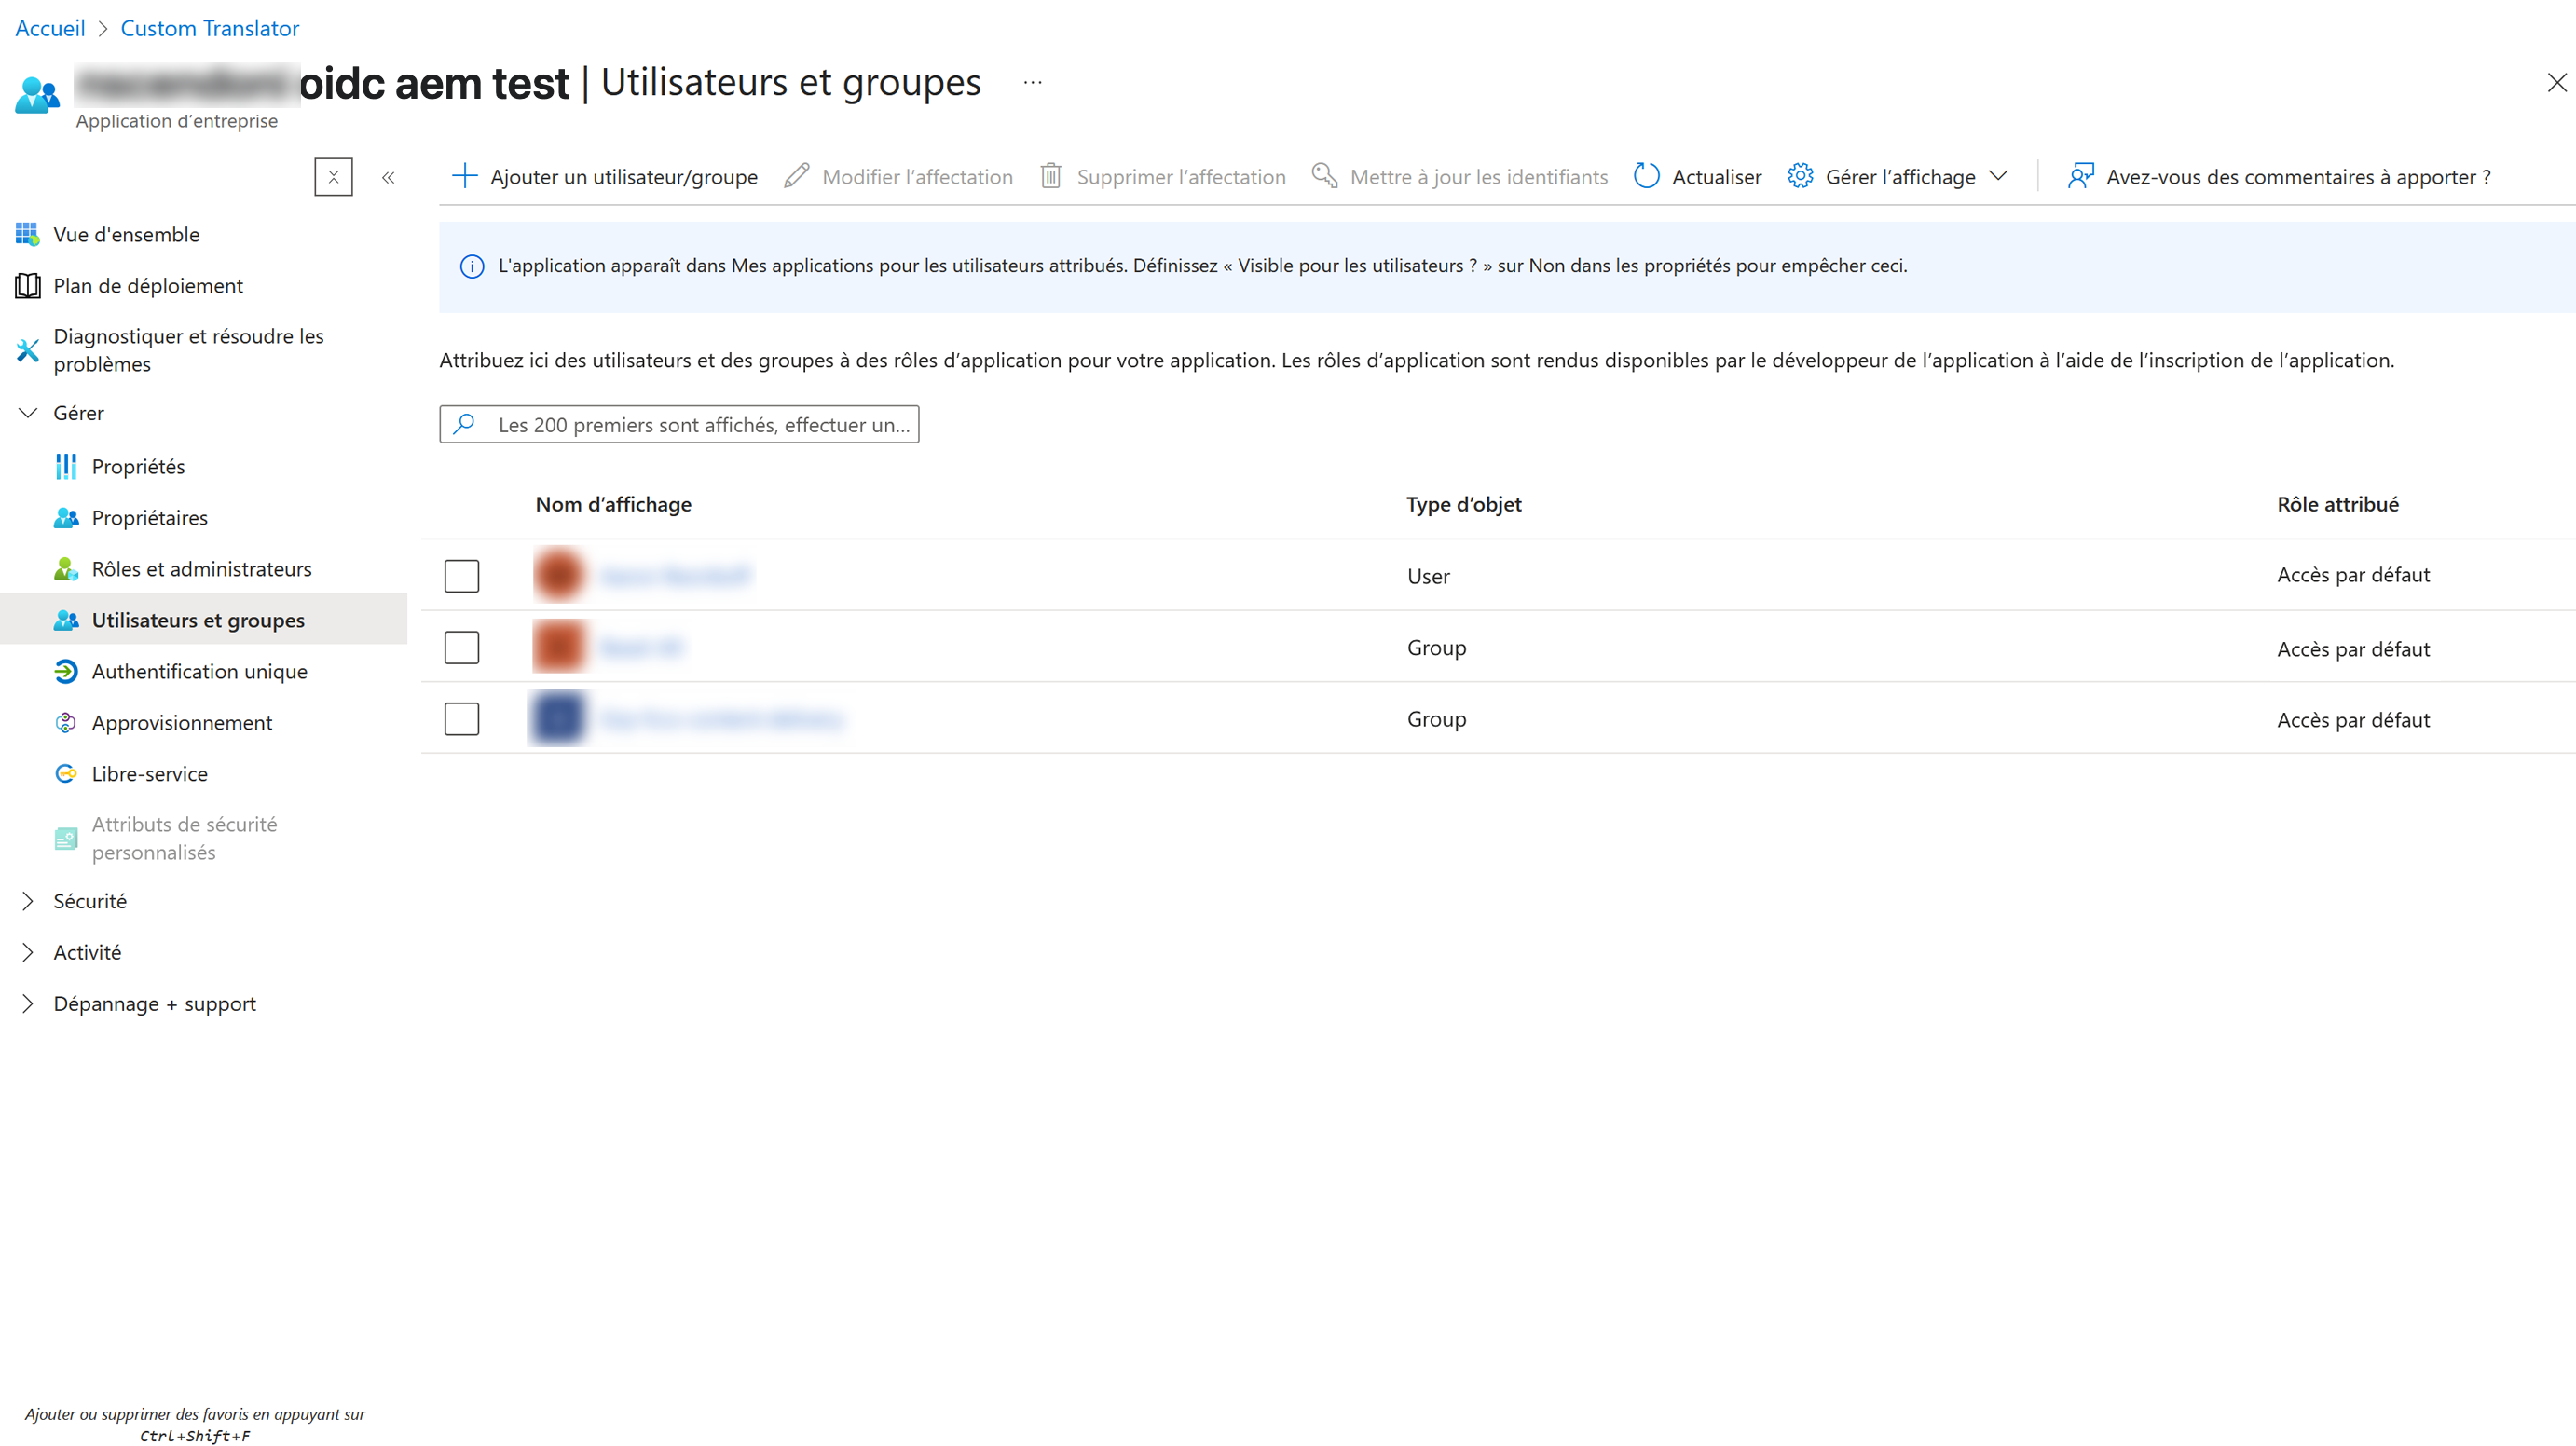 Accueil > Custom Translator
oidc aem test | Utilisateurs et groupes ...
Application d’entreprise
Ajouter un utilisateur/groupe Modifier l’affectation Supprimer l’affectation Mettre à jour les identifiants Actualiser Gérer l’affichage Avez-vous des commentaires à apporter ?
Vue d'ensemble
Plan de déploiement
Diagnostiquer et résoudre les
problèmes
Gérer
Propriétés
Propriétaires
Rôles et administrateurs
Utilisateurs et groupes
Authentification unique
Approvisionnement
Libre-service
Attributs de sécurité
personnalisés
Sécurité
Activité
Dépannage + support
Ajouter ou supprimer des favoris en appuyant sur
Ctrl+Shift+F
L'application apparaît dans Mes applications pour les utilisateurs attribués. Définissez « Visible pour les utilisateurs ? » sur Non dans les propriétés pour empêcher ceci.
Attribuez ici des utilisateurs et des groupes à des rôles d’application pour votre application. Les rôles d’application sont rendus disponibles par le développeur de l’application à l’aide de l’inscription de l’application.
Les 200 premiers sont affichés, effectuer un...
Nom d’affichage Type d’objet Rôle attribué
User Accès par défaut
Group Accès par défaut
Group Accès par défaut